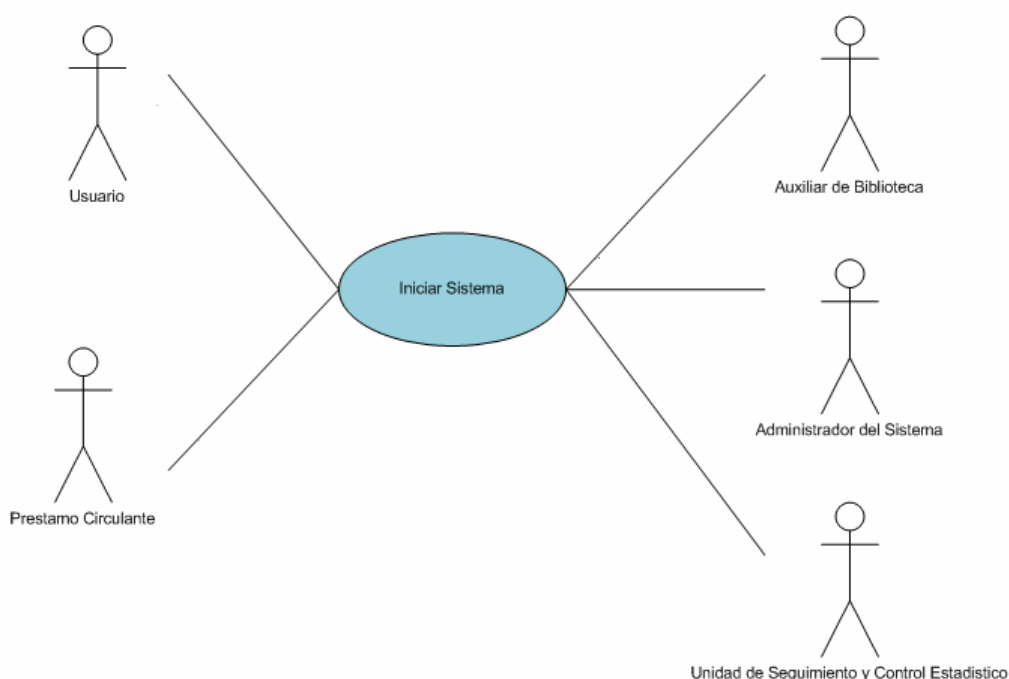 Usuario
Auxiliar de Biblioteca
Iniciar Sistema
Administrador del Sistema
Prestamo Circulante
Unidad de Seguimiento y Control Estadistico